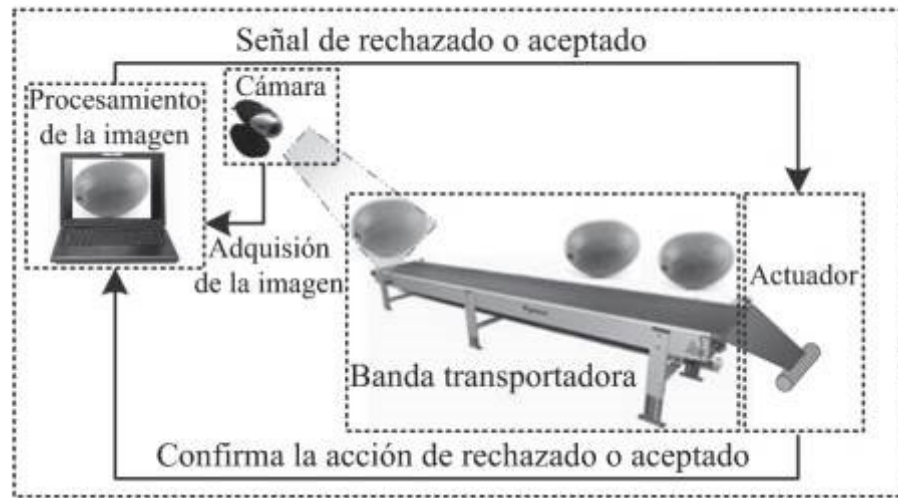 Señal de rechazado o aceptado
Cámara
Procesamiento
de la imagen
Adquisión
de la imagen
Actuador
Banda transportadora
Confirma la acción de rechazado o aceptado